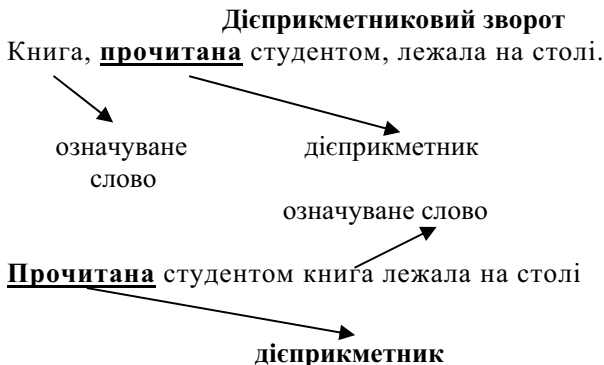 Дієприкметниковий зворот
Книга, прочитана студентом, лежала на столі.
означуване дієприкметник
слово
означуване слово
Прочитана студентом книга лежала на столі
дієприкметник